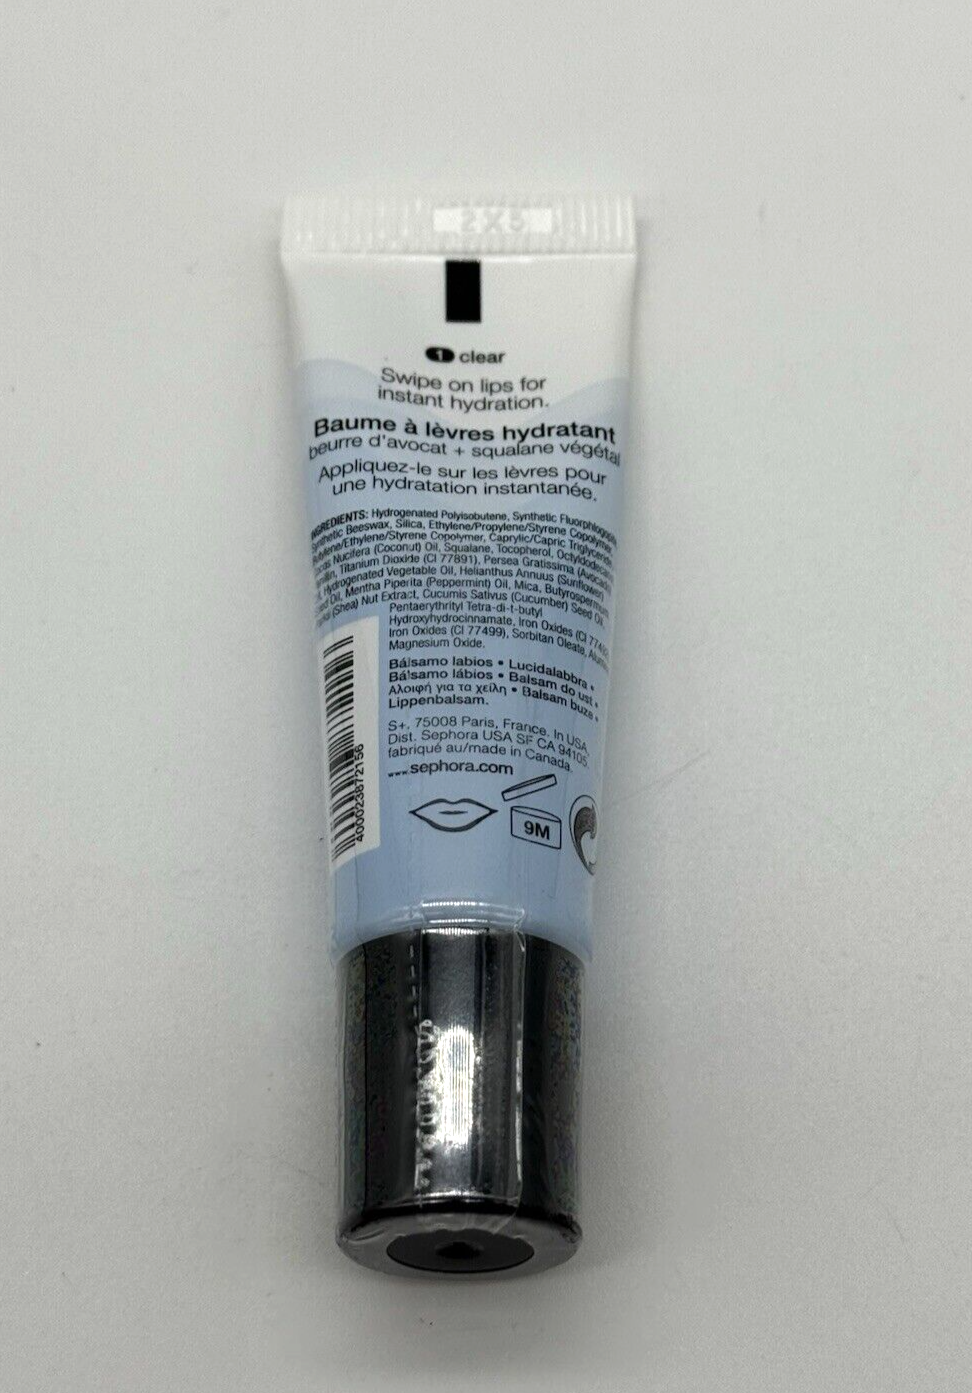 1 clear
Swipe on lips for
instant hydration.
Baume à lèvres hydratant
beurre d'avocat + squalane végétal
Appliquez-le sur les lèvres pour
une hydratation instantanée.
INGREDIENTS: Hydrogenated Polyisobutene, Synthetic
Synthetic Beeswax, Silica, Ethylene/Propylene/Styrene Copolymer,
Butylene/Ethylene/Styrene Copolymer, Caprylic/Capric
Nucifera (Coconut) Oil, Squalane, Tocopherol,
Titanium Dioxide (CI 77891), Persea Gratissima
Hydrogenated Vegetable Oil, Helianthus Annuus (Sunflower)
Oil, Mentha Piperita (Peppermint) Oil, Mica,
(Shea) Nut Extract, Cucumis Sativus (Cucumber) Seed Oil,
Pentaerythrityl Tetra-di-t-butyl
Hydroxyhydrocinnamate, Iron Oxides (CI
Iron Oxides (CI 77499), Sorbitan Oleate,
Magnesium Oxide.
Bálsamo labios • Lucidalabbra •
Bálsamo lábios • Balsam do ust •
Αλοιφή για τα χείλη • Balsam buze •
Lippenbalsam.
S+, 75008 Paris, France. In USA,
Dist. Sephora USA SF CA 94105.
fabriqué au/made in Canada.
...sephora.com
9M
400023872156